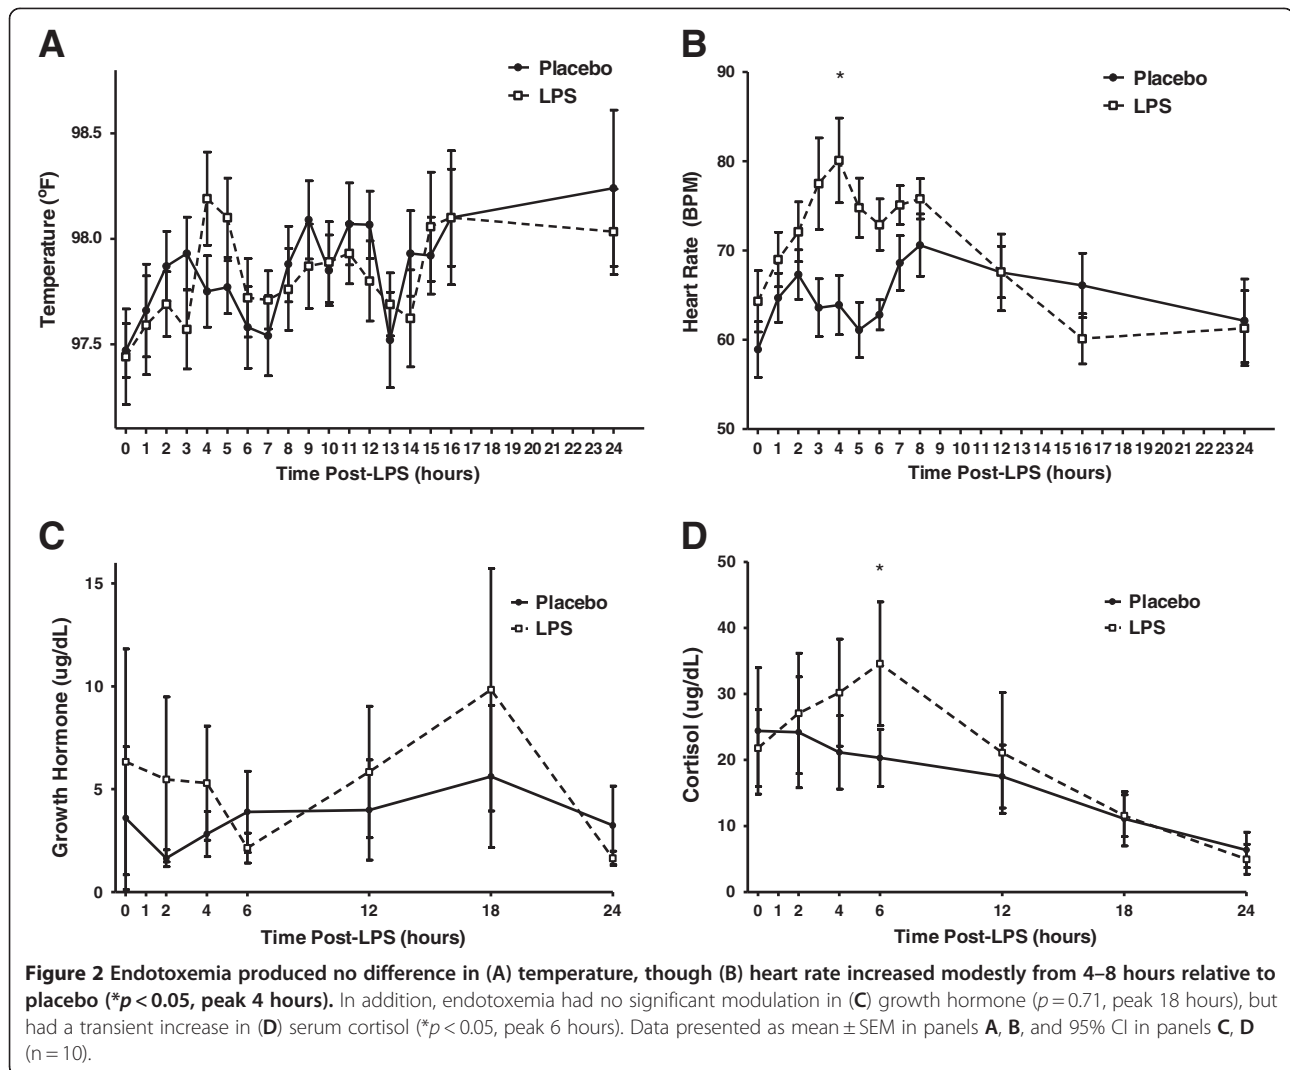 A
Placebo
LPS
98.5
98.0
97.5
Temperature (°F)
0 1 2 3 4 5 6 7 8 9 10 11 12 13 14 15 16 17 18 19 20 21 22 23 24
Time Post-LPS (hours)
B
*
Placebo
LPS
90
80
70
60
50
Heart Rate (BPM)
0 1 2 3 4 5 6 7 8 9 10 11 12 13 14 15 16 17 18 19 20 21 22 23 24
Time Post-LPS (hours)
C
Placebo
LPS
15
10
5
0
Growth Hormone (ug/dL)
0 1 2 4 6 12 18 24
Time Post-LPS (hours)
D
*
Placebo
LPS
50
40
30
20
10
0
Cortisol (ug/dL)
0 1 2 4 6 12 18 24
Time Post-LPS (hours)
Figure 2 Endotoxemia produced no difference in (A) temperature, though (B) heart rate increased modestly from 4–8 hours relative to
placebo (*p < 0.05, peak 4 hours). In addition, endotoxemia had no significant modulation in (C) growth hormone (p = 0.71, peak 18 hours), but
had a transient increase in (D) serum cortisol (*p < 0.05, peak 6 hours). Data presented as mean ± SEM in panels A, B, and 95% CI in panels C, D
(n = 10).